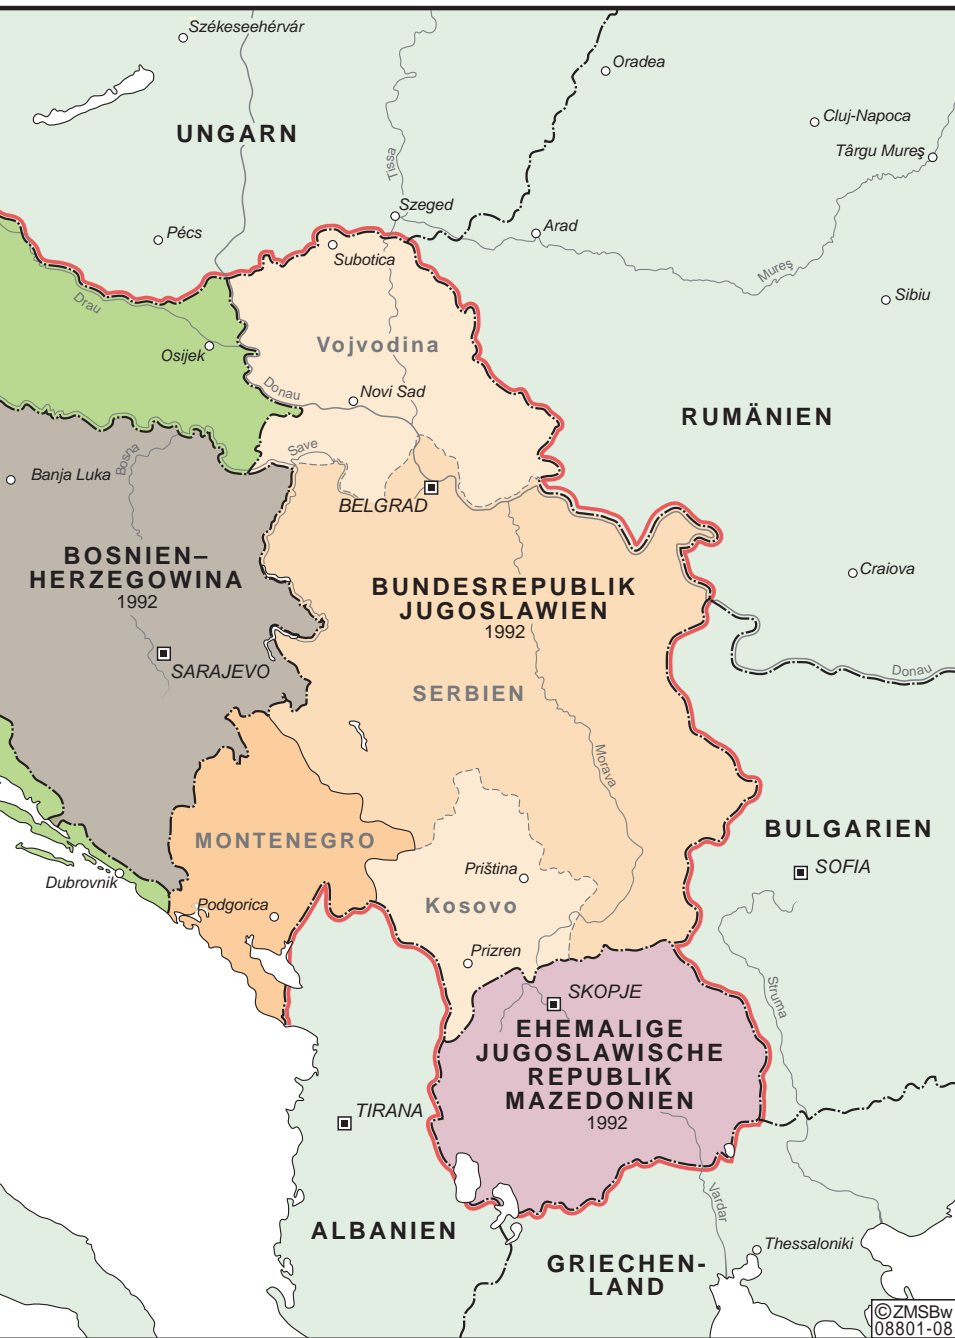 Székeseehérvár
Oradea
Cluj-Napoca
UNGARN
Târgu Mureş
Tissa
Szeged
Pécs
Arad
Subotica
Mureş
Sibiu
Drau
Vojvodina
Osijek
Donau
Novi Sad
RUMÄNIEN
Save
Bosna
Banja Luka
BELGRAD
BOSNIEN–
HERZEGOWINA
1992
BUNDESREPUBLIK
JUGOSLAWIEN
1992
Craiova
SARAJEVO
Donau
SERBIEN
Morava
MONTENEGRO
BULGARIEN
Priština
SOFIA
Dubrovnik
Podgorica
Kosovo
Prizren
SKOPJE
Struma
EHEMALIGE
JUGOSLAWISCHE
REPUBLIK
MAZEDONIEN
1992
TIRANA
Vardar
ALBANIEN
Thessaloniki
GRIECHEN-
LAND
©ZMSBw
08801-08